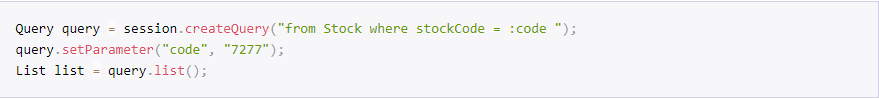 Query query = session.createQuery("from Stock where stockCode = :code ");
query.setParameter("code", "7277");
List list = query.list();